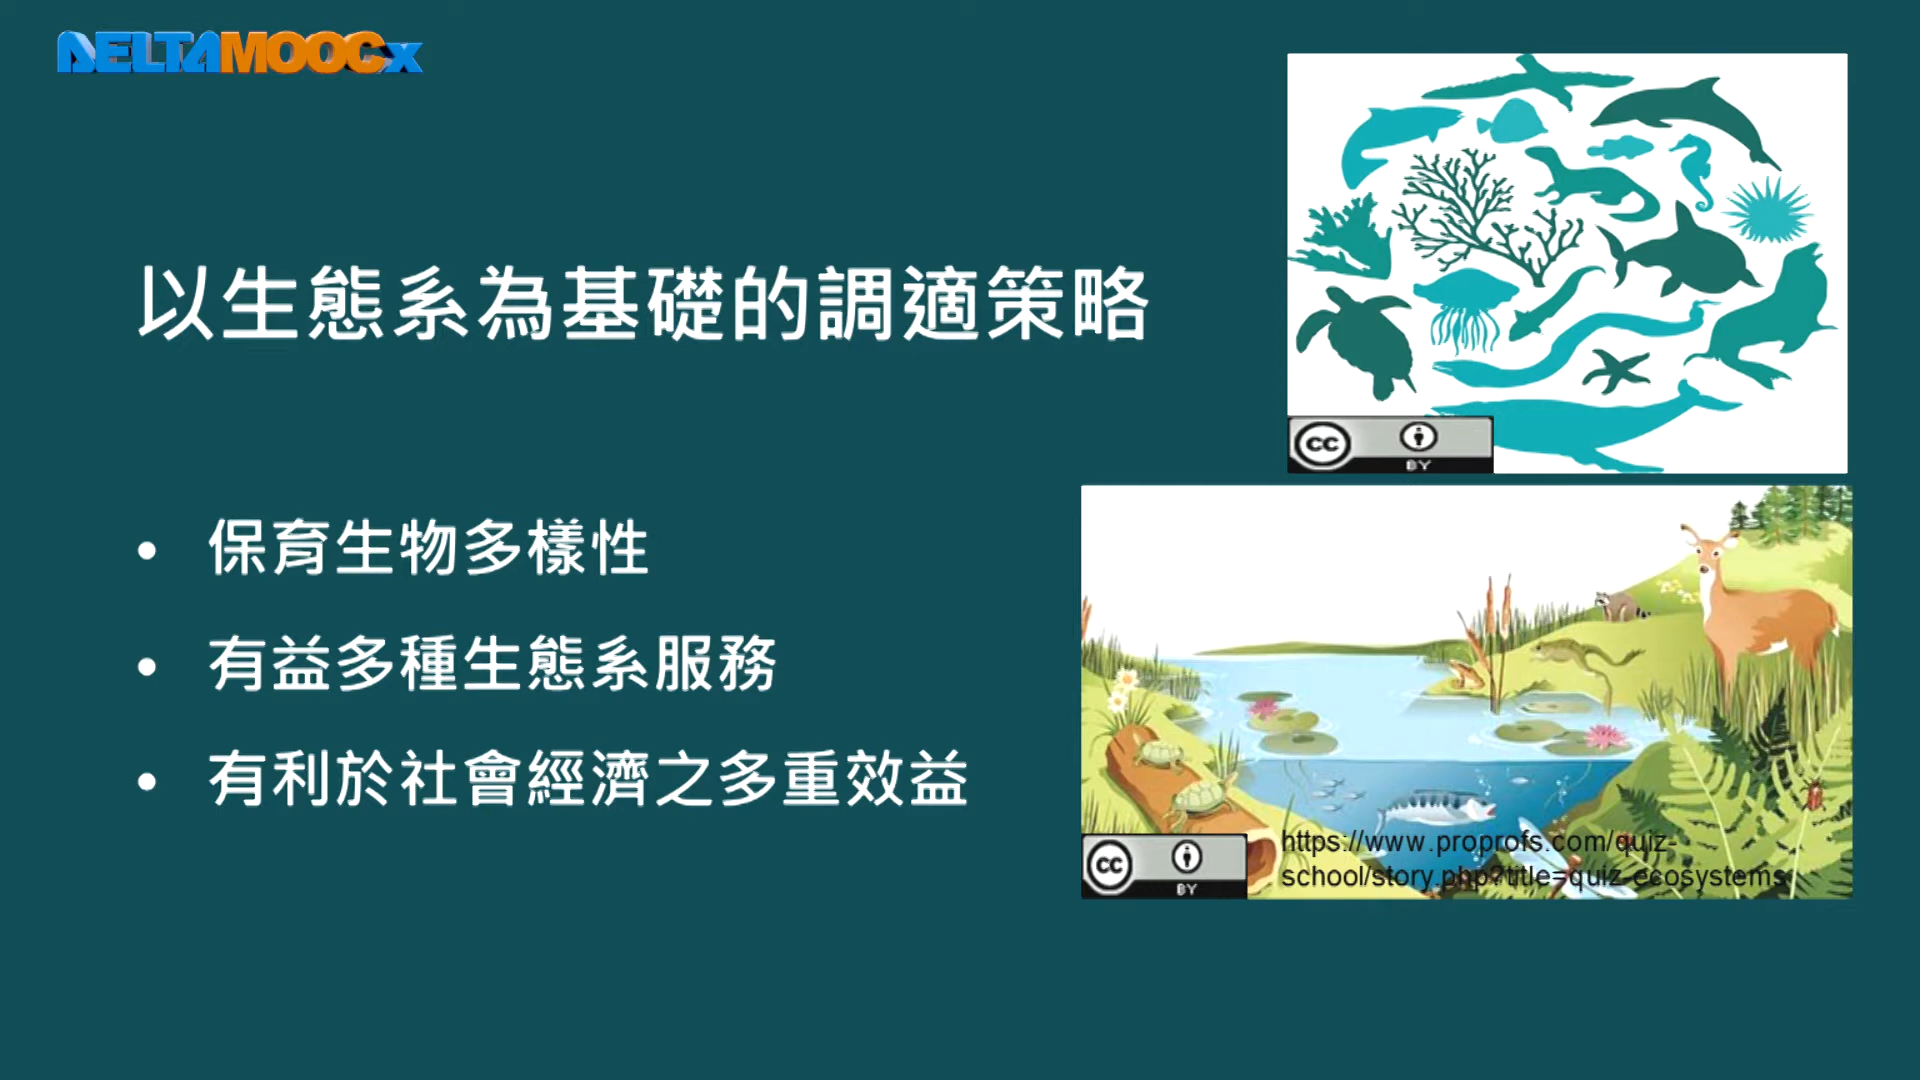 DELTAMOOCx
以生態系為基礎的調適策略
• 保育生物多樣性
• 有益多種生態系服務
• 有利於社會經濟之多重效益
cc BY
cc BY
https://www.proprofs.com/quiz-
school/story.php?title=quiz-ecosystems